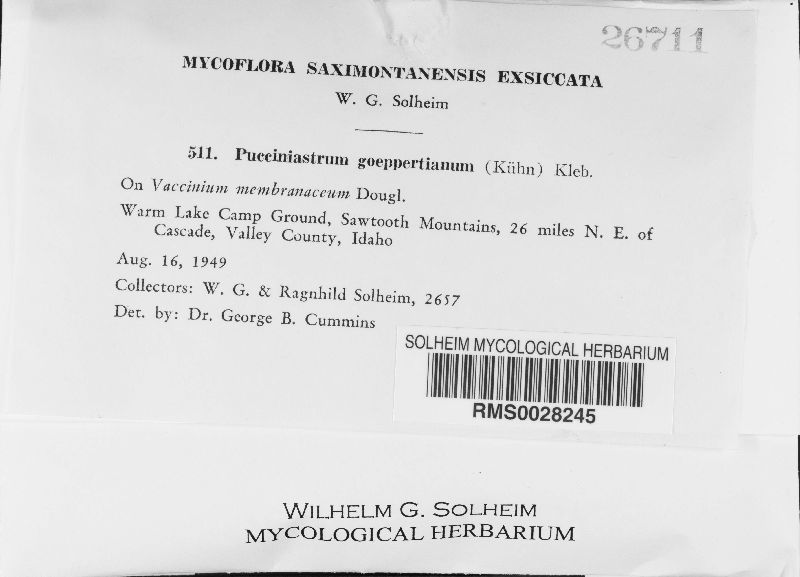 26711
MYCOFLORA SAXIMONTANENSIS EXSICCATA
W. G. Solheim
511. Pucciniastrum goeppertianum (Kühn) Kleb.
On Vaccinium membranaceum Dougl.
Warm Lake Camp Ground, Sawtooth Mountains, 26 miles N. E. of
Cascade, Valley County, Idaho
Aug. 16, 1949
Collectors: W. G. & Ragnhild Solheim, 2657
Det. by: Dr. George B. Cummins
SOLHEIM MYCOLOGICAL HERBARIUM
RMS0028245
WILHELM G. SOLHEIM
MYCOLOGICAL HERBARIUM